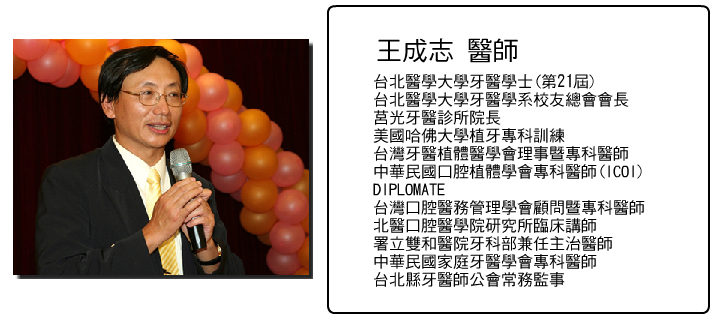 王成志 醫師
台北醫學大學牙醫學士(第21屆)
台北醫學大學牙醫學系校友總會會長
莒光牙醫診所院長
美國哈佛大學植牙專科訓練
台灣牙醫植體醫學會理事暨專科醫師
中華民國口腔植體學會專科醫師(ICOI)
DIPLOMATE
台灣口腔醫務管理學會顧問暨專科醫師
北醫口腔醫學院研究所臨床講師
署立雙和醫院牙科部兼任主治醫師
中華民國家庭牙醫學會專科醫師
台北縣牙醫師公會常務監事